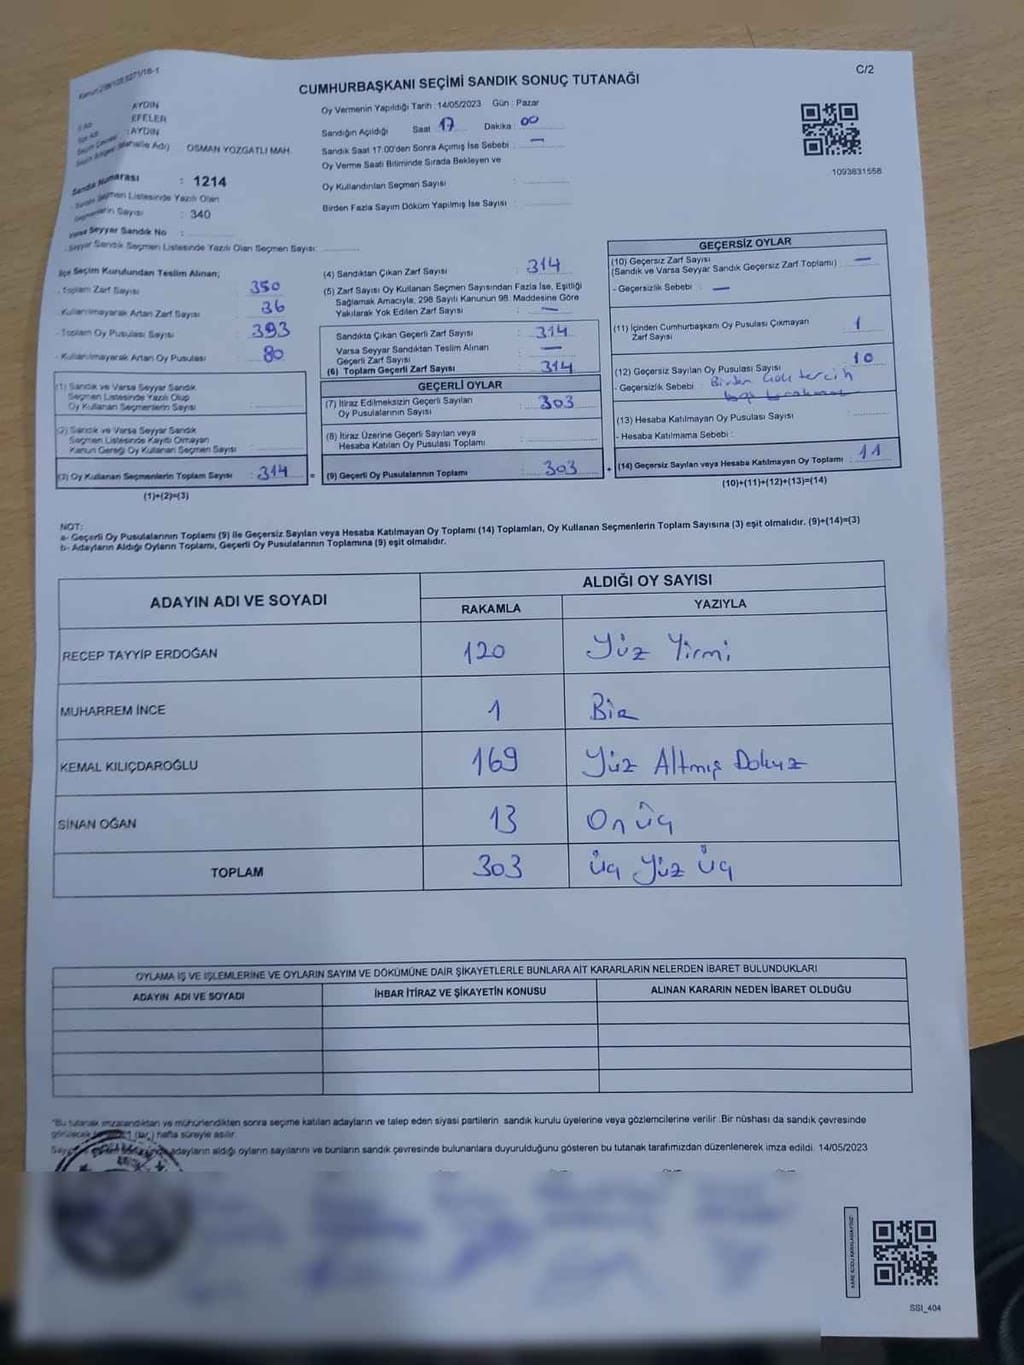 CUMHURBAŞKANI SEÇİMİ SANDIK SONUÇ TUTANAĞI
C/2
AYDIN
EFELER
AYDIN
OSMAN YOZGATLI MAH.
Sandık Numarası : 1214
Sandık Seçmen Listesinde Yazılı Olan
Seçmenlerin Sayısı : 340
Varsa Seyyar Sandık No :
Seyyar Sandık Seçmen Listesinde Yazılı Olan Seçmen Sayısı:
Oy Vermenin Yapıldığı Tarih : 14/05/2023 Gün : Pazar
Sandığın Açıldığı Saat : 17 Dakika : 00
Sandık Saat 17.00'den Sonra Açımış İse Sebebi : —
Oy Verme Saati Bitiminde Sırada Bekleyen ve
Oy Kullandırılan Seçmen Sayısı :
Birden Fazla Sayım Döküm Yapılmış İse Sayısı :
1093831558
İlçe Seçim Kurulundan Teslim Alınan;
- Toplam Zarf Sayısı : 350
- Kullanılmayarak Artan Zarf Sayısı : 36
- Toplam Oy Pusulası Sayısı : 393
- Kullanılmayarak Artan Oy Pusulası : 80
(1) Sandık ve Varsa Seyyar Sandık
Seçmen Listesinde Yazılı Olup
Oy Kullanan Seçmenlerin Sayısı :
(2) Sandık ve Varsa Seyyar Sandık
Seçmen Listesinde Kayıtlı Olmayan
Kanun Gereği Oy Kullanan Seçmen Sayısı :
(3) Oy Kullanan Seçmenlerin Toplam Sayısı : 314 =
(1)+(2)=(3)
(4) Sandıktan Çıkan Zarf Sayısı : 314
(5) Zarf Sayısı Oy Kullanan Seçmen Sayısından Fazla İse, Eşitliği
Sağlamak Amacıyla, 298 Sayılı Kanunun 98. Maddesine Göre
Yakılarak Yok Edilen Zarf Sayısı : —
Sandıkta Çıkan Geçerli Zarf Sayısı : 314
Varsa Seyyar Sandıktan Teslim Alınan
Geçerli Zarf Sayısı : —
(6) Toplam Geçerli Zarf Sayısı : 314
GEÇERLİ OYLAR
(7) İtiraz Edilmeksizin Geçerli Sayılan
Oy Pusulalarının Sayısı : 303
(8) İtiraz Üzerine Geçerli Sayılan veya
Hesaba Katılan Oy Pusulası Toplamı :
(9) Geçerli Oy Pusulalarının Toplamı : 303 +
GEÇERSİZ OYLAR
(10) Geçersiz Zarf Sayısı : —
(Sandık ve Varsa Seyyar Sandık Geçersiz Zarf Toplamı)
- Geçersizlik Sebebi : —
(11) İçinden Cumhurbaşkanı Oy Pusulası Çıkmayan : 1
Zarf Sayısı
(12) Geçersiz Sayılan Oy Pusulası Sayısı : 10
- Geçersizlik Sebebi : Birden tercih
(13) Hesaba Katılmayan Oy Pusulası Sayısı :
- Hesaba Katılmama Sebebi :
(14) Geçersiz Sayılan veya Hesaba Katılmayan Oy Toplamı : 11
(10)+(11)+(12)+(13)=(14)
NOT:
a- Geçerli Oy Pusulalarının Toplamı (9) ile Geçersiz Sayılan veya Hesaba Katılmayan Oy Toplamı (14) Toplamları, Oy Kullanan Seçmenlerin Toplam Sayısına (3) eşit olmalıdır. (9)+(14)=(3)
b- Adayların Aldığı Oyların Toplamı, Geçerli Oy Pusulalarının Toplamına (9) eşit olmalıdır.
ADAYIN ADI VE SOYADI ALDIĞI OY SAYISI
RAKAMLA YAZIYLA
RECEP TAYYİP ERDOĞAN 120 Yüz Yirmi
MUHARREM İNCE 1 Bir
KEMAL KILIÇDAROĞLU 169 Yüz Altmış Dokuz
SİNAN OĞAN 13 On üç
TOPLAM 303 üç Yüz üç
OYLAMA İŞ VE İŞLEMLERİNE VE OYLARIN SAYIM VE DÖKÜMÜNE DAİR ŞİKAYETLERLE BUNLARA AİT KARARLARIN NELERDEN İBARET BULUNDUKLARI
ADAYIN ADI VE SOYADI İHBAR İTİRAZ VE ŞİKAYETİN KONUSU ALINAN KARARIN NEDEN İBARET OLDUĞU
"Bu tutanak imzalandıktan ve mühürlendikten sonra seçime katılan adayların ve talep eden siyasi partilerin sandık kurulu üyelerine veya gözlemcilerine verilir. Bir nüshası da sandık çevresinde
hafta süreyle asılır.
adayların aldığı oyların sayılarını ve bunların sandık çevresinde bulunanlara duyurulduğunu gösteren bu tutanak tarafımızdan düzenlenerek imza edildi. 14/05/2023
SSI_404